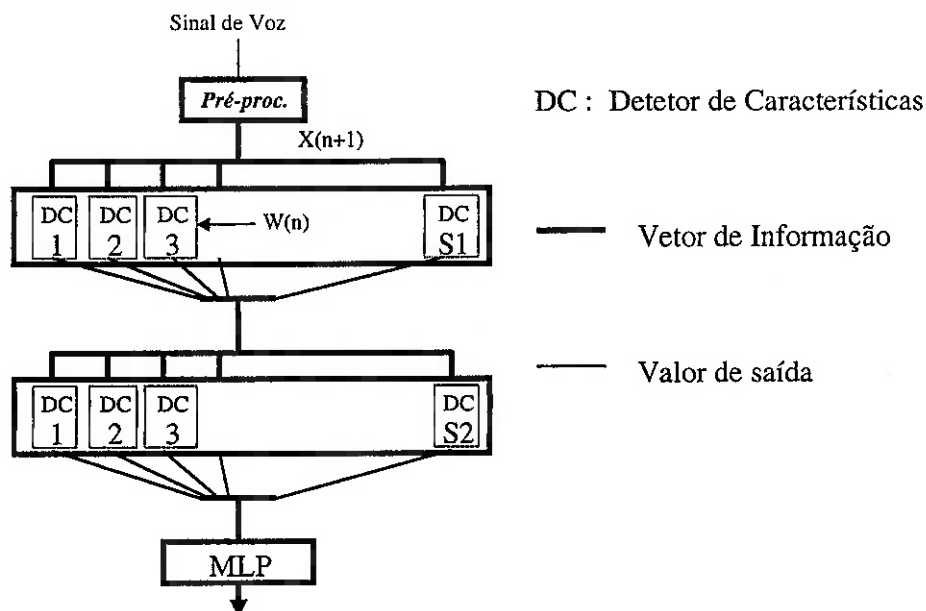 Sinal de Voz
Pré-proc.
DC : Detetor de Características
X(n+1)
DC 1
DC 2
DC 3
W(n)
DC S1
Vetor de Informação
Valor de saída
DC 1
DC 2
DC 3
DC S2
MLP